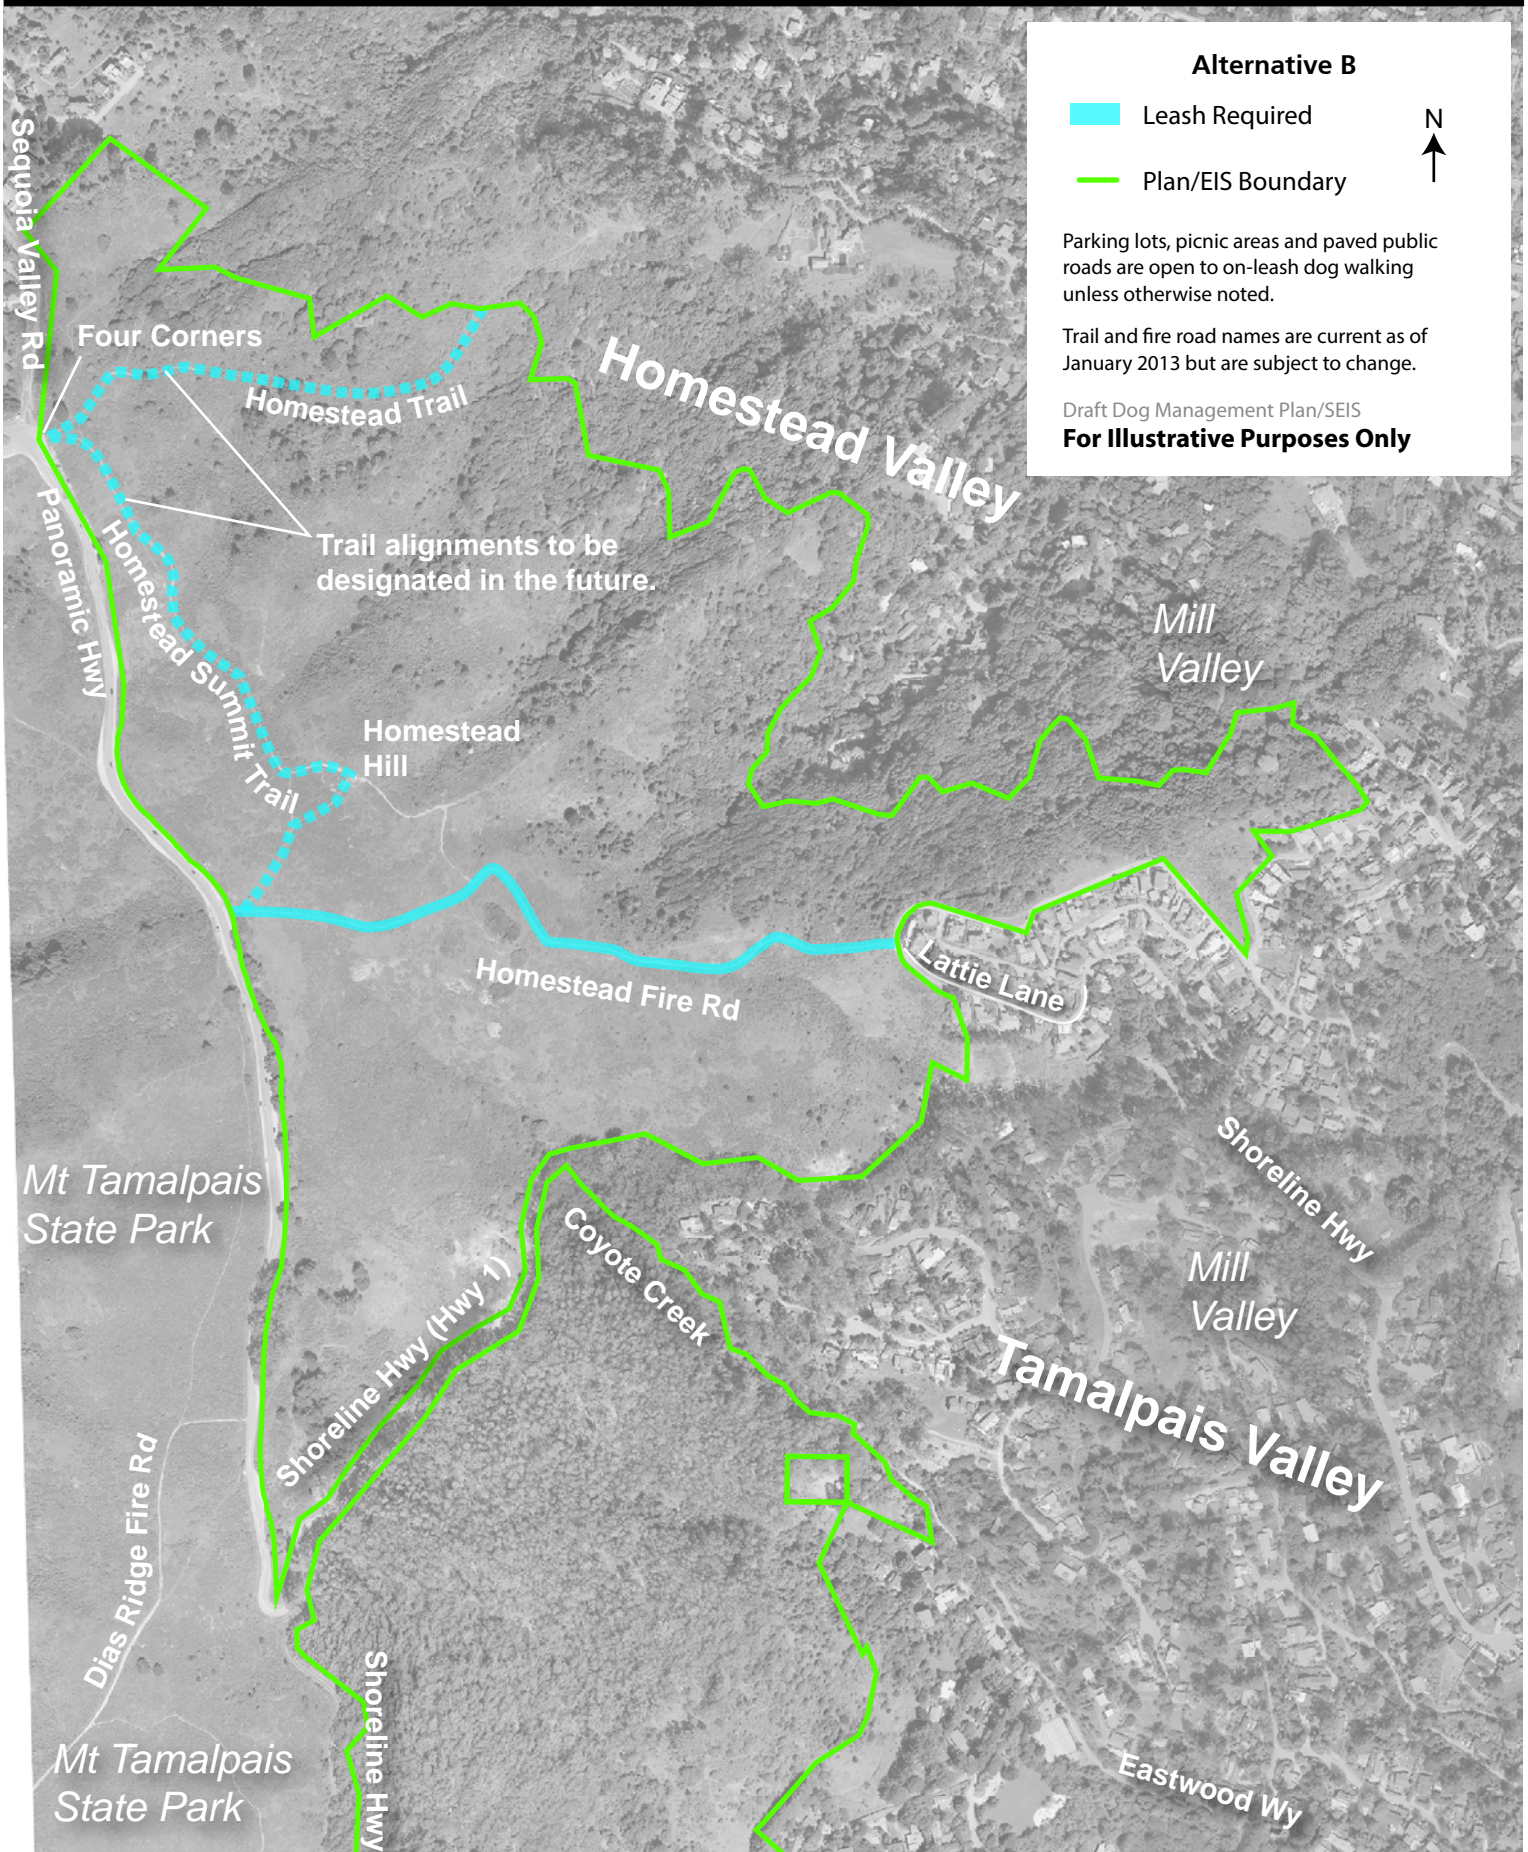 Alternative B
Leash Required
N
Plan/EIS Boundary
Parking lots, picnic areas and paved public
roads are open to on-leash dog walking
unless otherwise noted.
Trail and fire road names are current as of
January 2013 but are subject to change.
Draft Dog Management Plan/SEIS
For Illustrative Purposes Only
Sequoia Valley Rd
Four Corners
Homestead Trail
Homestead Valley
Panoramic Hwy
Homestead Summit Trail
Trail alignments to be
designated in the future.
Mill
Valley
Homestead
Hill
Homestead Fire Rd
Lattie Lane
Mt Tamalpais
State Park
Shoreline Hwy
Coyote Creek
Shoreline Hwy (Hwy 1)
Mill
Valley
Tamalpais Valley
Dias Ridge Fire Rd
Shoreline Hwy
Mt Tamalpais
State Park
Eastwood Wy